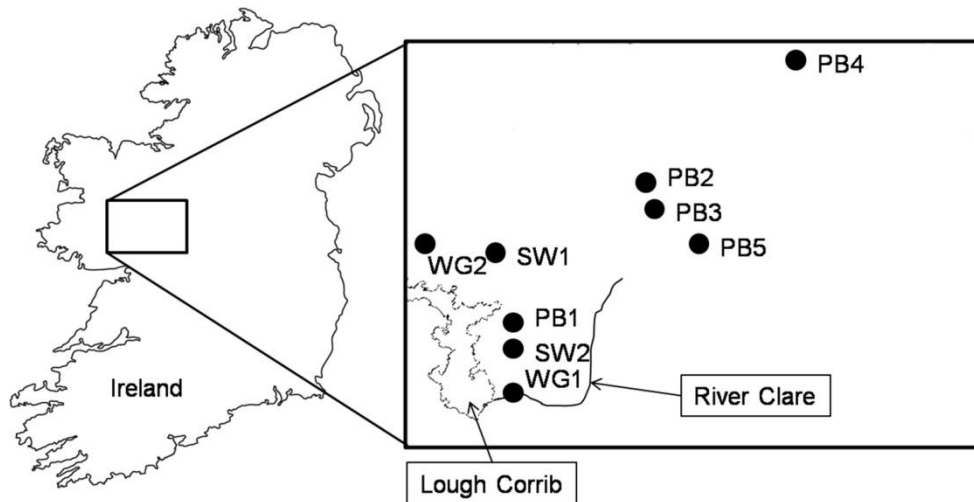 PB4
PB2
PB3
PB5
WG2
SW1
PB1
SW2
WG1
Ireland
River Clare
Lough Corrib